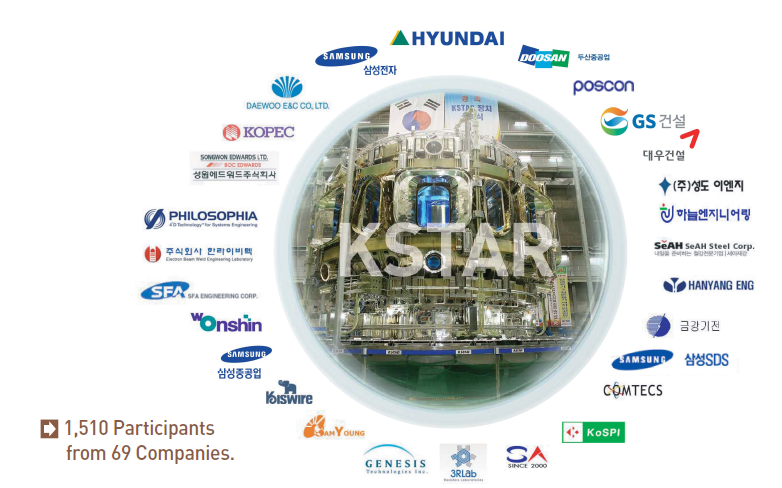 HYUNDAI
SAMSUNG
삼성전자
DOOSAN 두산중공업
poscon
DAEWOO E&C CO, LTD.
GS건설
KOPEC
대우건설
SONGWON EDWARDS LTD.
BOC EDWARDS
성원에드워드주식회사
(주)성도 이엔지
하늘엔지니어링
PHILOSOPHIA
4'D Technology" for Systems Engineering
SeAH SeAH Steel Corp.
내일을 준비하는 철강전문기업 | 세아제강
주식회사 한라이비텍
Electron Beam Weld Engineering Laboratory
KSTAR
HANYANG ENG
SFA SFA ENGINEERING CORP.
Wonshin
금강기전
SAMSUNG
삼성중공업
SAMSUNG 삼성SDS
COMTECS
KOISWIRE
SAMYOUNG
KoSPI
1,510 Participants
from 69 Companies.
GENESIS
Technologies Inc.
3RLab
SA
SINCE 2000